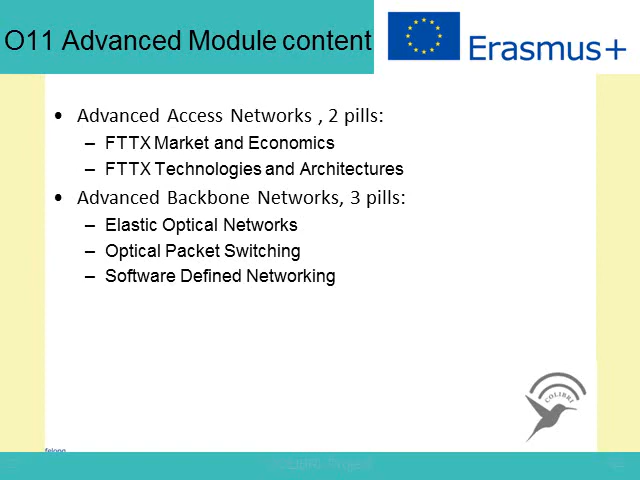 O11 Advanced Module content
Erasmus+
• Advanced Access Networks , 2 pills:
– FTTX Market and Economics
– FTTX Technologies and Architectures
• Advanced Backbone Networks, 3 pills:
– Elastic Optical Networks
– Optical Packet Switching
– Software Defined Networking
COLIBRI
felong